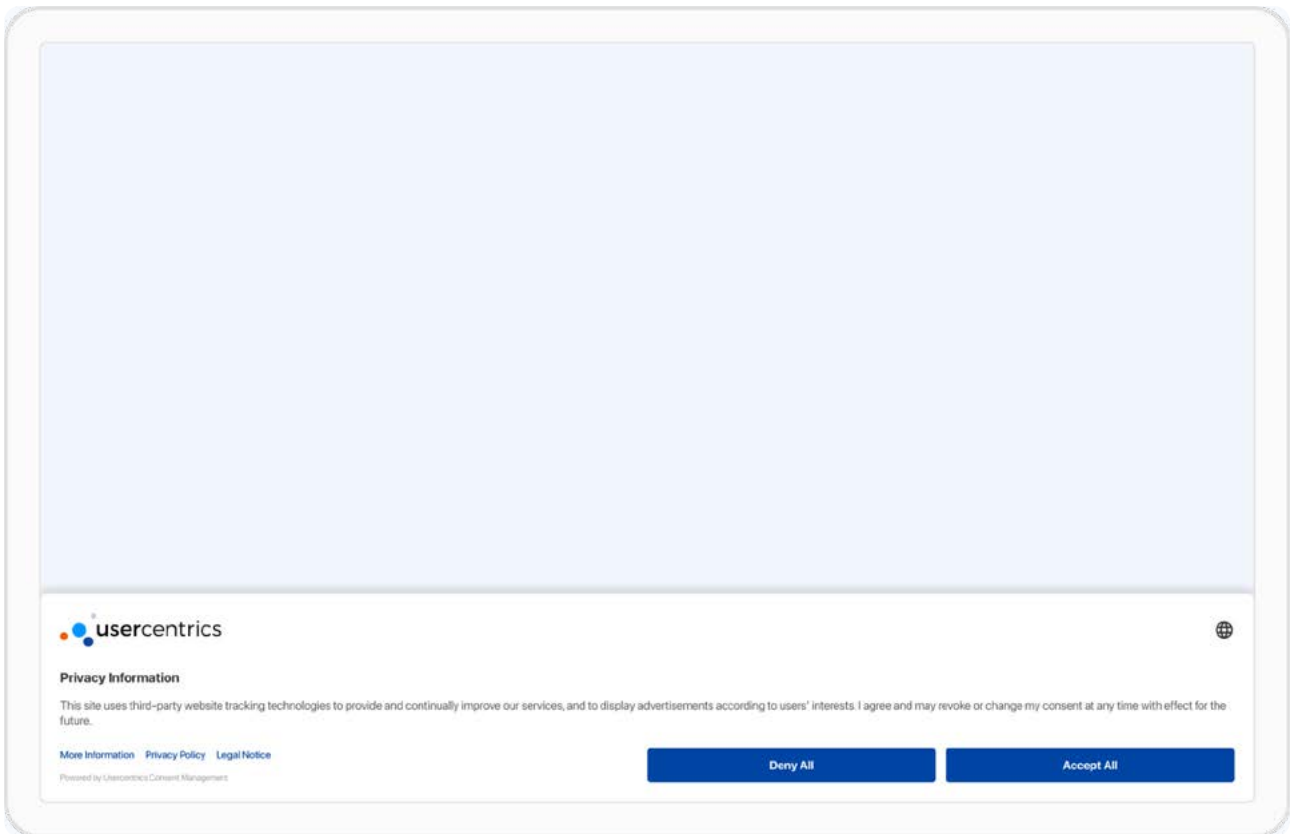 usercentrics
Privacy Information
This site uses third-party website tracking technologies to provide and continually improve our services, and to display advertisements according to users' interests. I agree and may revoke or change my consent at any time with effect for the
future.
More Information Privacy Policy Legal Notice
Deny All Accept All
Powered by Usercentrics Consent Management